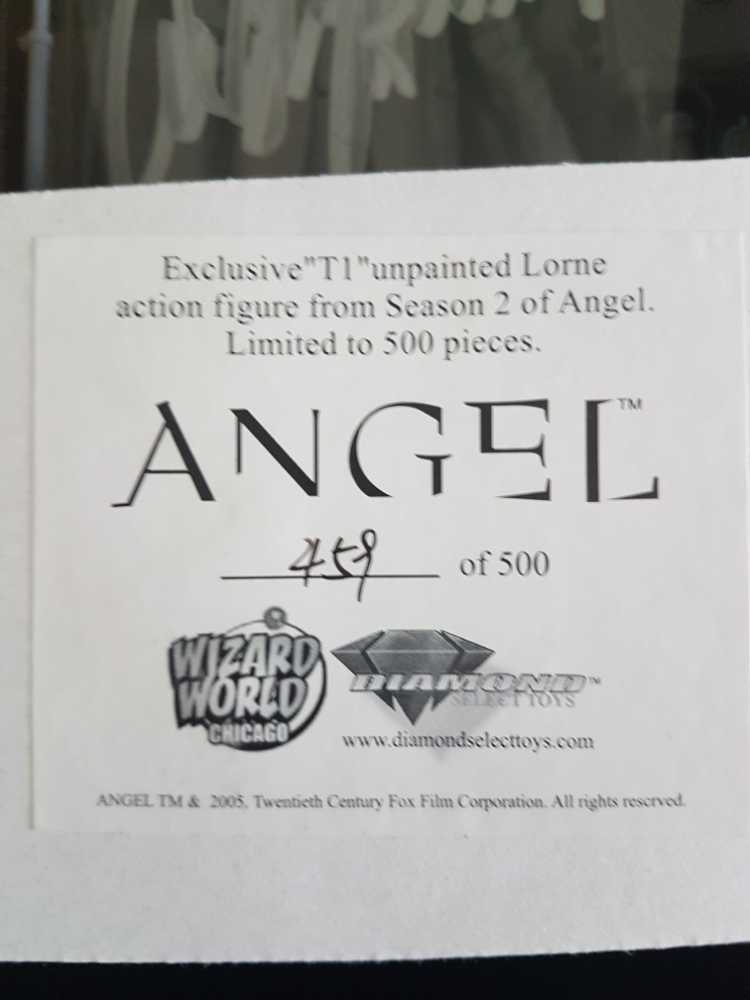 Exclusive"T1"unpainted Lorne
action figure from Season 2 of Angel.
Limited to 500 pieces.
ANGEL™
459 of 500
WIZARD
WORLD
CHICAGO
DIAMOND™
SELECT TOYS
www.diamondselecttoys.com
ANGEL TM & 2005. Twentieth Century Fox Film Corporation. All rights reserved.